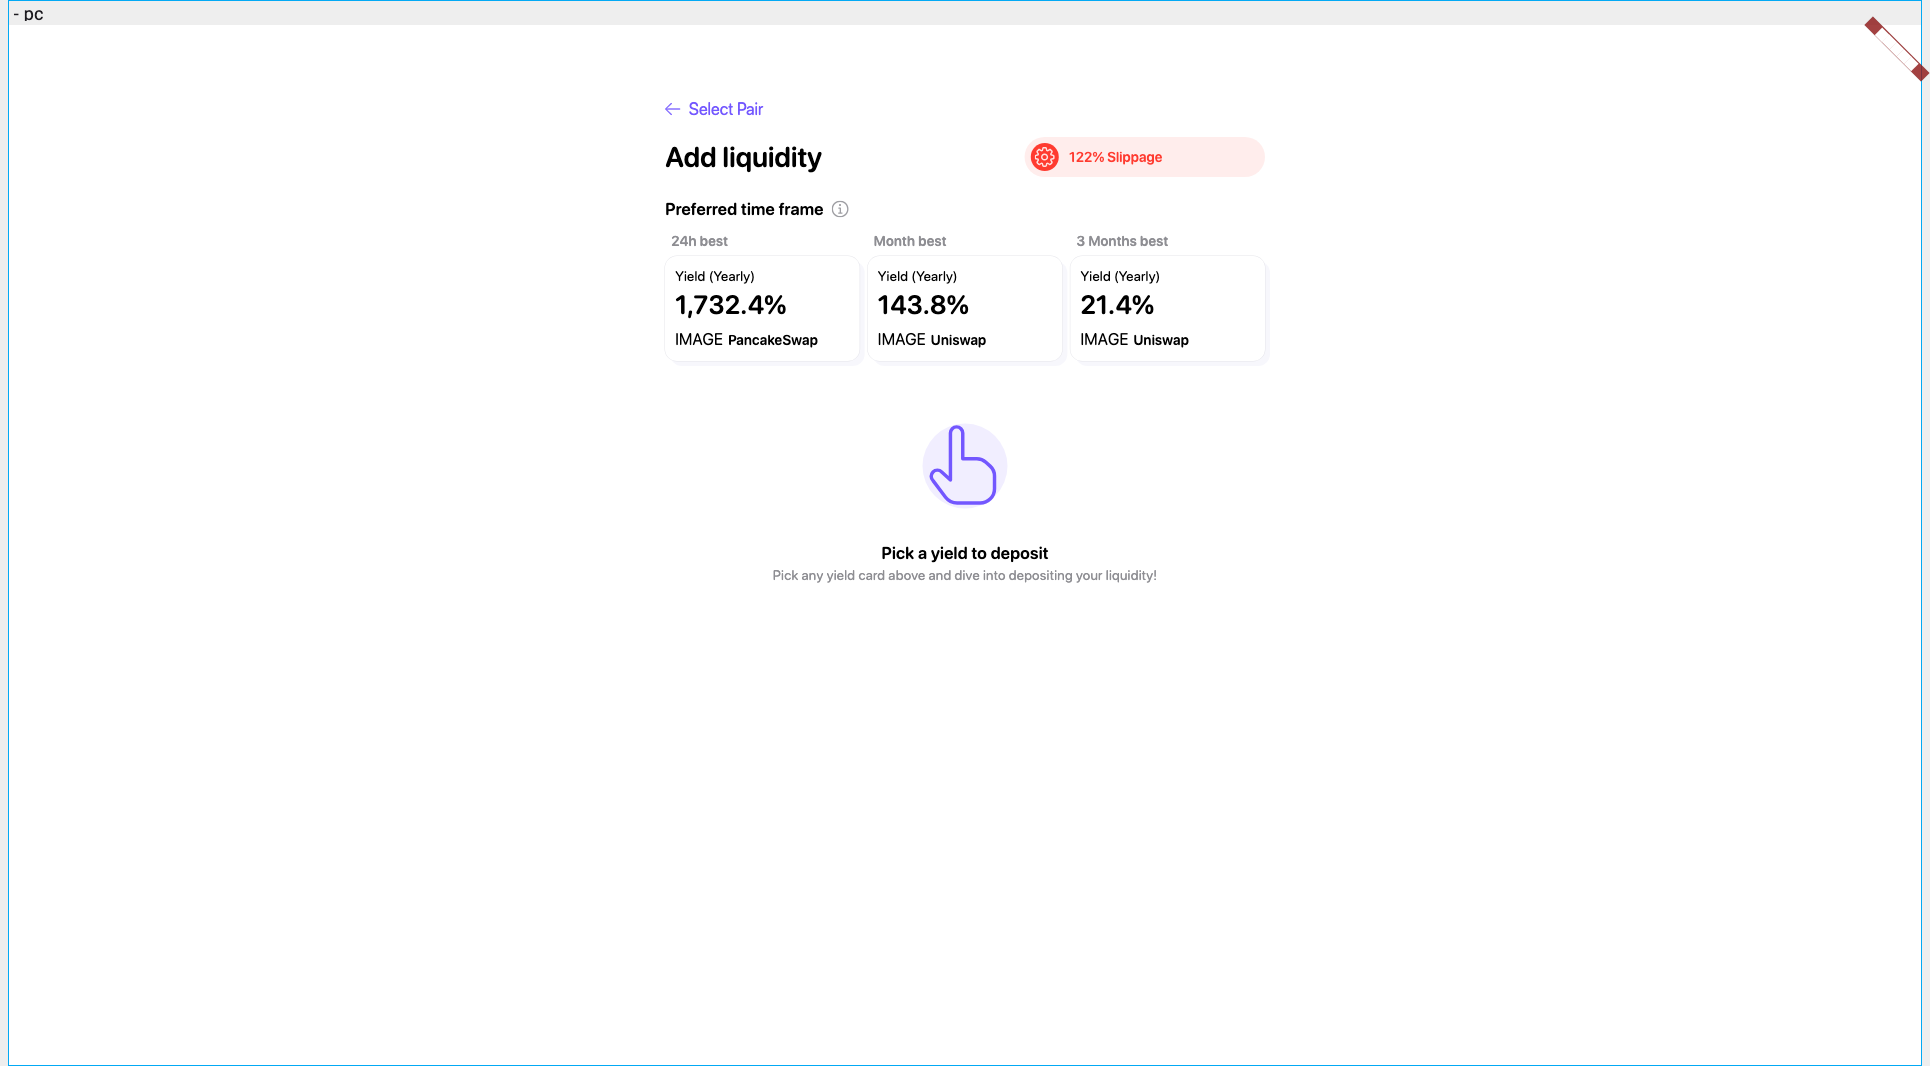 - pc
Select Pair
Add liquidity
122% Slippage
Preferred time frame
24h best
Month best
3 Months best
Yield (Yearly)
1,732.4%
IMAGE PancakeSwap
Yield (Yearly)
143.8%
IMAGE Uniswap
Yield (Yearly)
21.4%
IMAGE Uniswap
Pick a yield to deposit
Pick any yield card above and dive into depositing your liquidity!